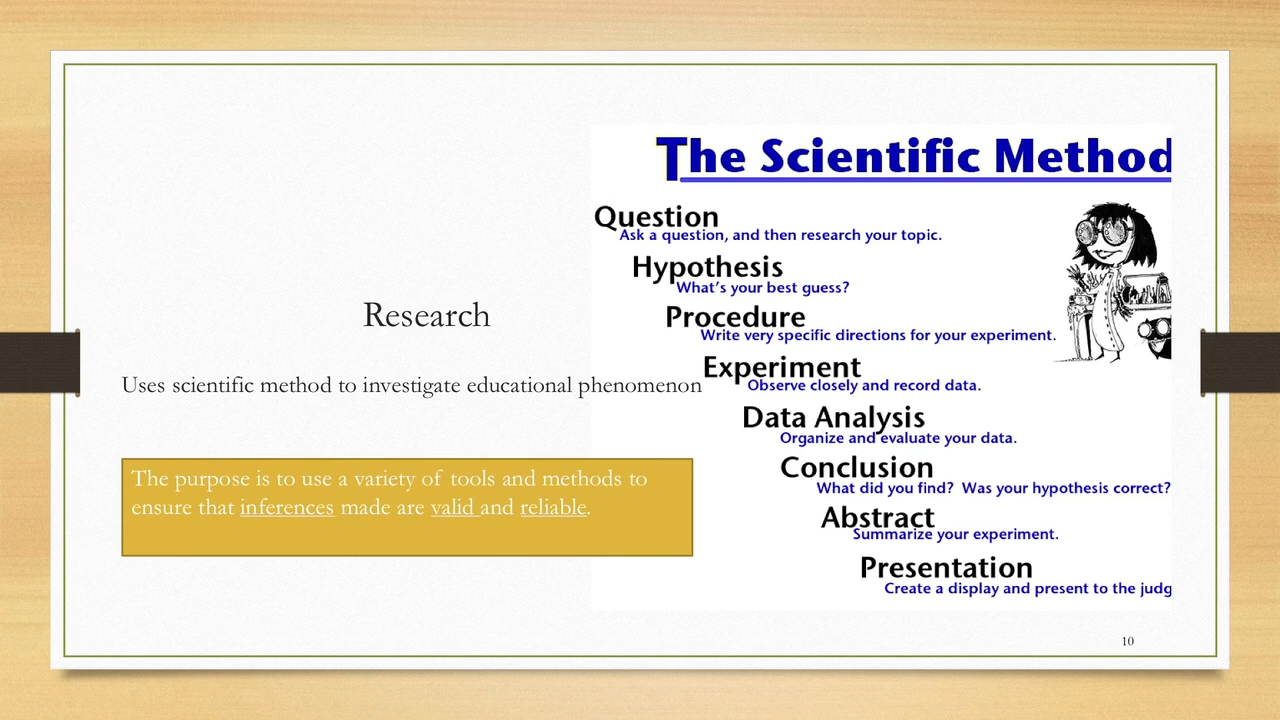 Research
Uses scientific method to investigate educational phenomenon
The purpose is to use a variety of tools and methods to
ensure that inferences made are valid and reliable.
The Scientific Method
Question
Ask a question, and then research your topic.
Hypothesis
What's your best guess?
Procedure
Write very specific directions for your experiment.
Experiment
Observe closely and record data.
Data Analysis
Organize and evaluate your data.
Conclusion
What did you find? Was your hypothesis correct?
Abstract
Summarize your experiment.
Presentation
Create a display and present to the judg
10